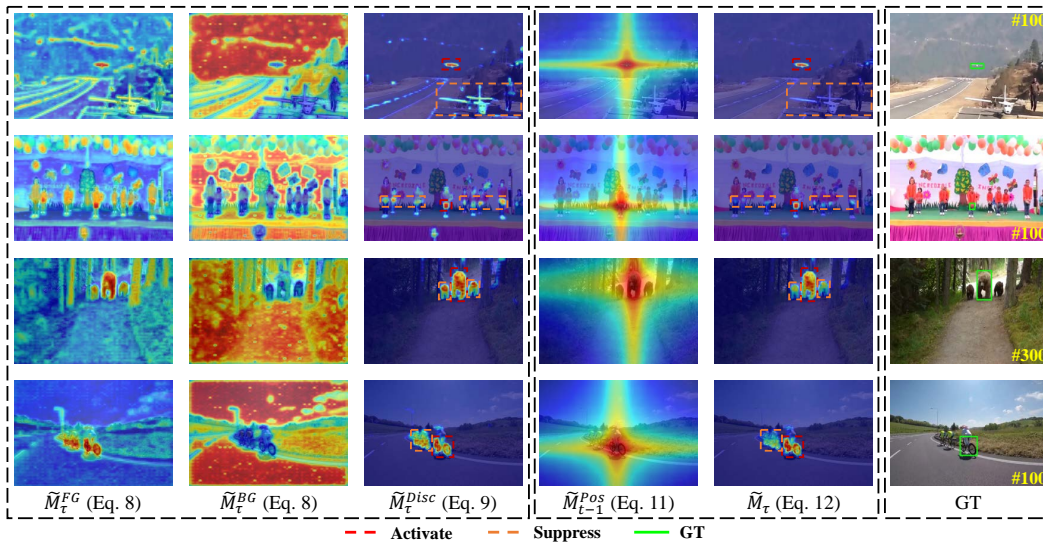 #100
#100
#300
#100
M̃_τ^{FG} (Eq. 8)
M̃_τ^{BG} (Eq. 8)
M̃_τ^{Disc} (Eq. 9)
M̃_{t-1}^{Pos} (Eq. 11)
M̃_τ (Eq. 12)
GT
Activate
Suppress
GT